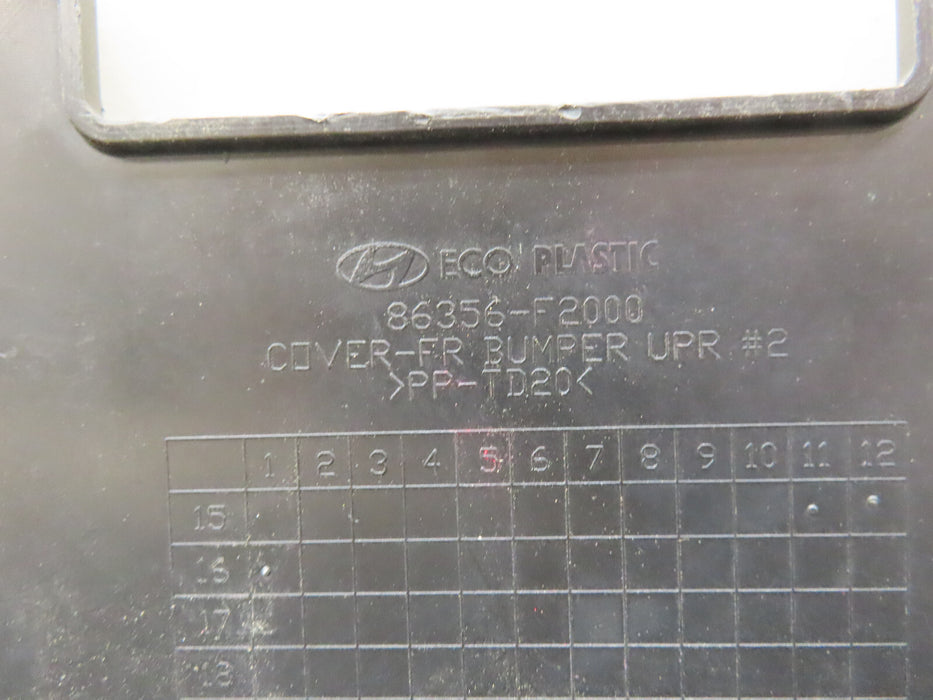 ECO PLASTIC
86356-F2000
COVER-FR BUMPER UPR #2
>PP-TD20<
1 2 3 4 5 6 7 8 9 10 11 12
15
16
17
18